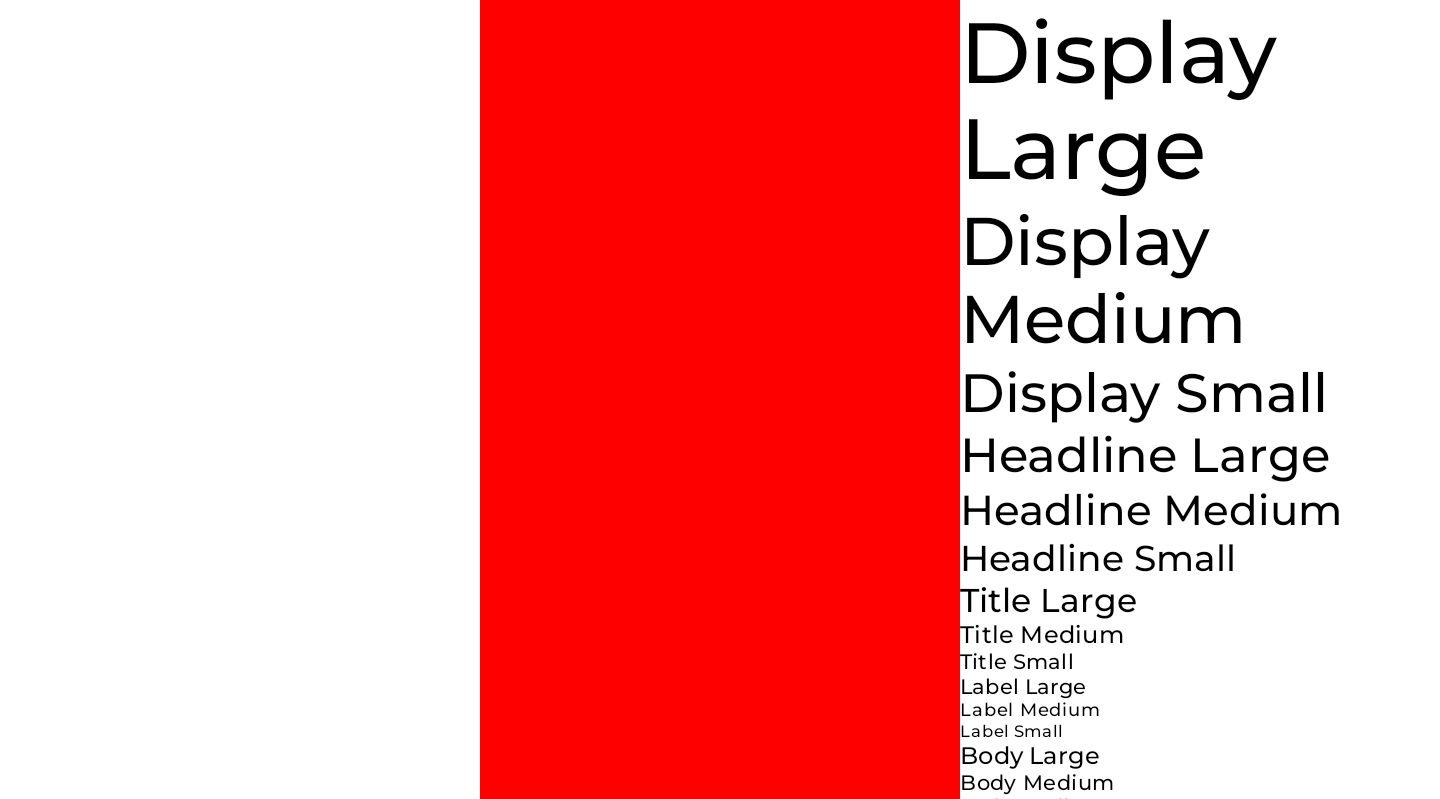 Display
Large
Display
Medium
Display Small
Headline Large
Headline Medium
Headline Small
Title Large
Title Medium
Title Small
Label Large
Label Medium
Label Small
Body Large
Body Medium